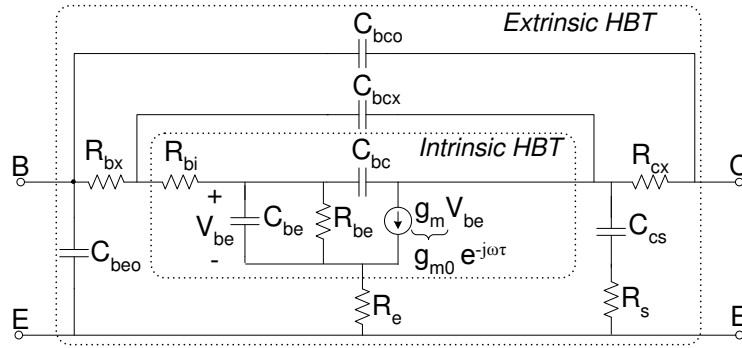 Extrinsic HBT
C_bco
C_bcx
Intrinsic HBT
B
R_bx
R_bi
C_bc
R_cx
C
+
V_be
-
C_be
R_be
g_m V_be
g_m0 e^-jωτ
C_cs
C_beo
R_e
R_s
E
E